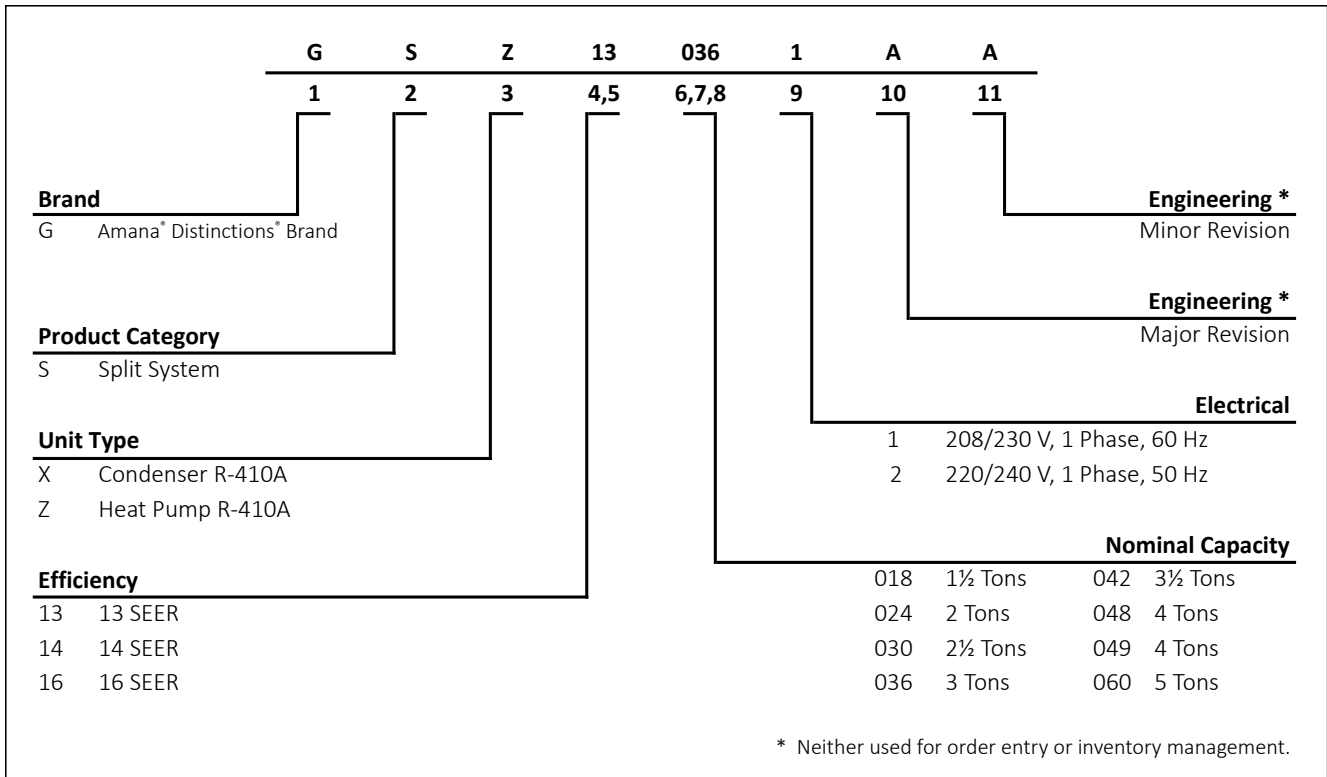 G S Z 13 036 1 A A
1 2 3 4,5 6,7,8 9 10 11
Brand
G Amana® Distinctions® Brand
Product Category
S Split System
Unit Type
X Condenser R-410A
Z Heat Pump R-410A
Efficiency
13 13 SEER
14 14 SEER
16 16 SEER
Engineering *
Minor Revision
Engineering *
Major Revision
Electrical
1 208/230 V, 1 Phase, 60 Hz
2 220/240 V, 1 Phase, 50 Hz
Nominal Capacity
018 1½ Tons 042 3½ Tons
024 2 Tons 048 4 Tons
030 2½ Tons 049 4 Tons
036 3 Tons 060 5 Tons
* Neither used for order entry or inventory management.